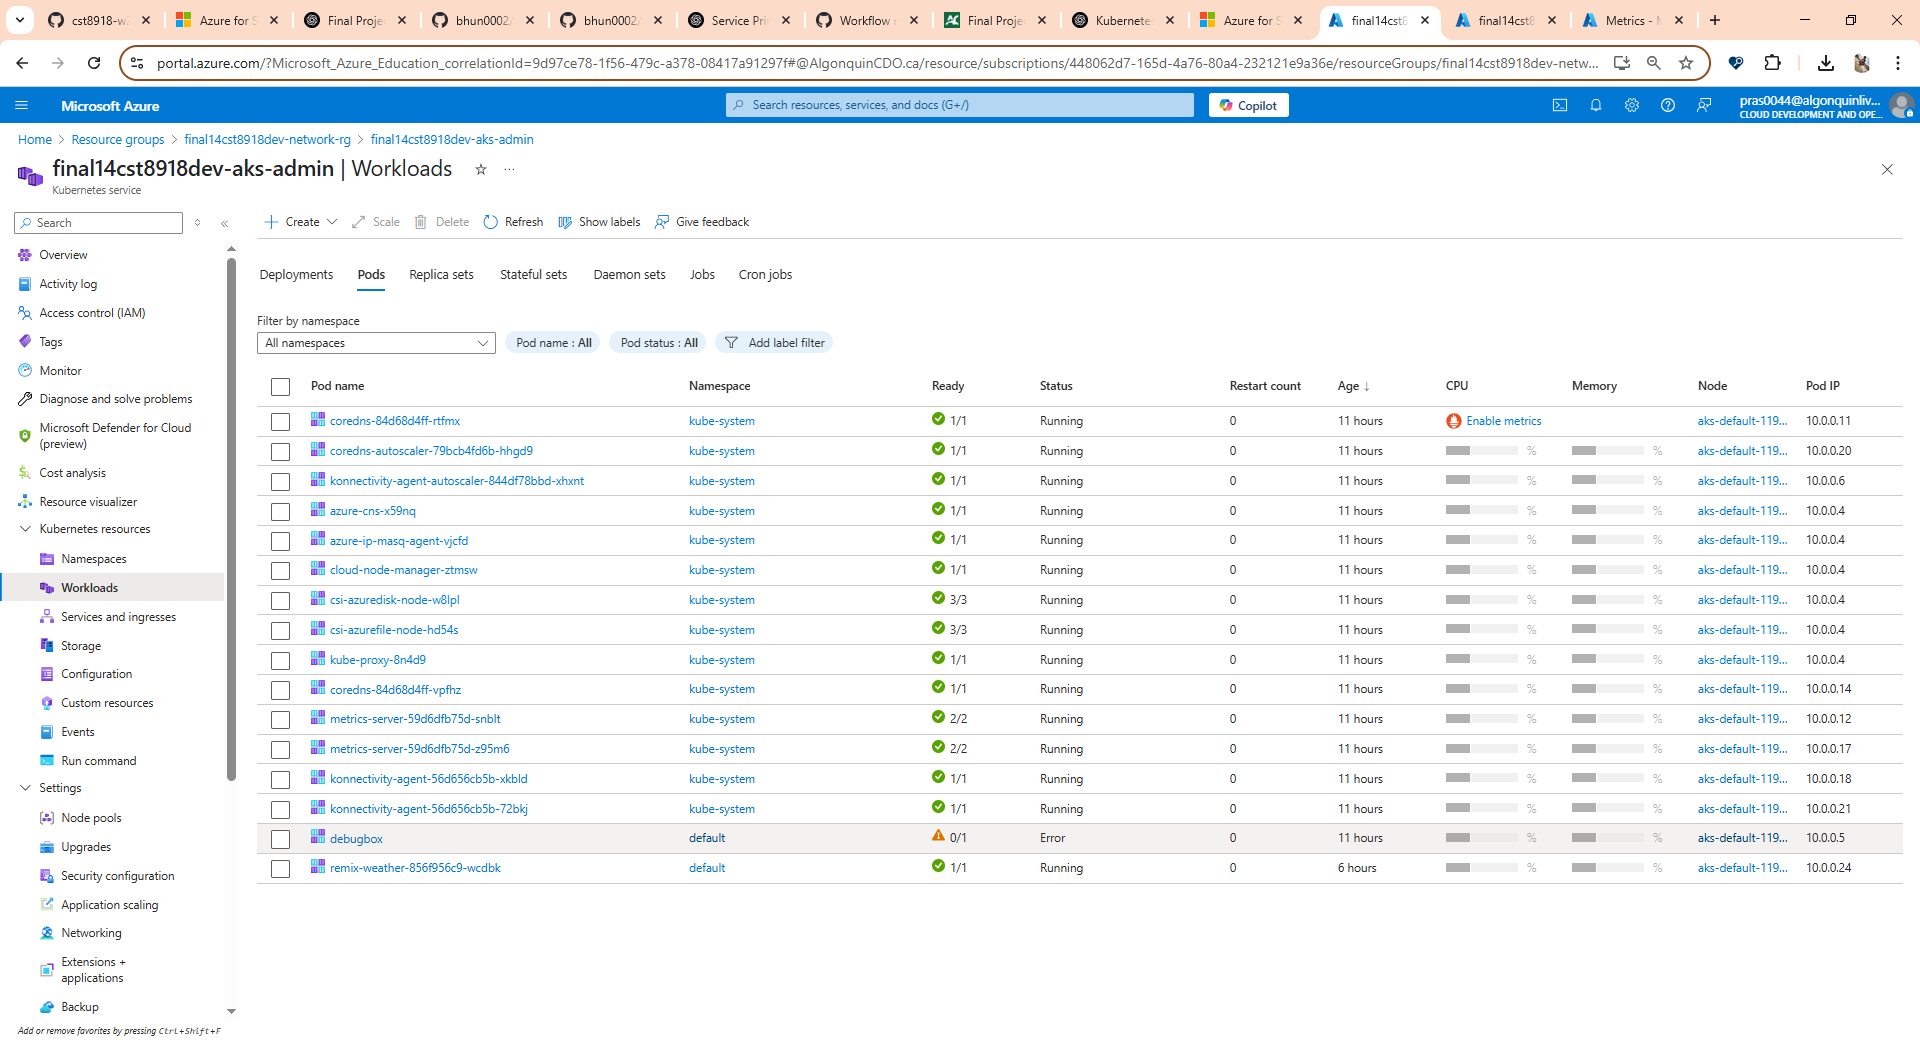 cst8918-w
Azure for S
Final Proje
bhun0002/
bhun0002/
Service Pri
Workflow r
Final Proje
Kubernete
Azure for S
final14cst8
final14cst8
Metrics - M
portal.azure.com/?Microsoft_Azure_Education_correlationId=9d97ce78-1f56-479c-a378-08417a91297f#@AlgonquinCDO.ca/resource/subscriptions/448062d7-165d-4a76-80a4-232121e9a36e/resourceGroups/final14cst8918dev-netw...
Microsoft Azure
Search resources, services, and docs (G+/)
Copilot
pras0044@algonquinliv...
CLOUD DEVELOPMENT AND OPE...
Home > Resource groups > final14cst8918dev-network-rg > final14cst8918dev-aks-admin
final14cst8918dev-aks-admin | Workloads
Kubernetes service
Search
Create
Scale
Delete
Refresh
Show labels
Give feedback
Overview
Activity log
Access control (IAM)
Tags
Monitor
Diagnose and solve problems
Microsoft Defender for Cloud
(preview)
Cost analysis
Resource visualizer
Kubernetes resources
Namespaces
Workloads
Services and ingresses
Storage
Configuration
Custom resources
Events
Run command
Settings
Node pools
Upgrades
Security configuration
Application scaling
Networking
Extensions +
applications
Backup
Add or remove favorites by pressing Ctrl+Shift+F
Deployments Pods Replica sets Stateful sets Daemon sets Jobs Cron jobs
Filter by namespace
All namespaces
Pod name : All
Pod status : All
Add label filter
Pod name Namespace Ready Status Restart count Age ↓ CPU Memory Node Pod IP
coredns-84d68d4ff-rtfmx kube-system 1/1 Running 0 11 hours Enable metrics aks-default-119... 10.0.0.11
coredns-autoscaler-79bcb4fd6b-hhgd9 kube-system 1/1 Running 0 11 hours % % aks-default-119... 10.0.0.20
konnectivity-agent-autoscaler-844df78bbd-xhxnt kube-system 1/1 Running 0 11 hours % % aks-default-119... 10.0.0.6
azure-cns-x59nq kube-system 1/1 Running 0 11 hours % % aks-default-119... 10.0.0.4
azure-ip-masq-agent-vjcfd kube-system 1/1 Running 0 11 hours % % aks-default-119... 10.0.0.4
cloud-node-manager-ztmsw kube-system 1/1 Running 0 11 hours % % aks-default-119... 10.0.0.4
csi-azuredisk-node-w8lpl kube-system 3/3 Running 0 11 hours % % aks-default-119... 10.0.0.4
csi-azurefile-node-hd54s kube-system 3/3 Running 0 11 hours % % aks-default-119... 10.0.0.4
kube-proxy-8n4d9 kube-system 1/1 Running 0 11 hours % % aks-default-119... 10.0.0.4
coredns-84d68d4ff-vpfhz kube-system 1/1 Running 0 11 hours % % aks-default-119... 10.0.0.14
metrics-server-59d6dfb75d-snblt kube-system 2/2 Running 0 11 hours % % aks-default-119... 10.0.0.12
metrics-server-59d6dfb75d-z95m6 kube-system 2/2 Running 0 11 hours % % aks-default-119... 10.0.0.17
konnectivity-agent-56d656cb5b-xkbld kube-system 1/1 Running 0 11 hours % % aks-default-119... 10.0.0.18
konnectivity-agent-56d656cb5b-72bkj kube-system 1/1 Running 0 11 hours % % aks-default-119... 10.0.0.21
debugbox default 0/1 Error 0 11 hours % % aks-default-119... 10.0.0.5
remix-weather-856f956c9-wcdbk default 1/1 Running 0 6 hours % % aks-default-119... 10.0.0.24